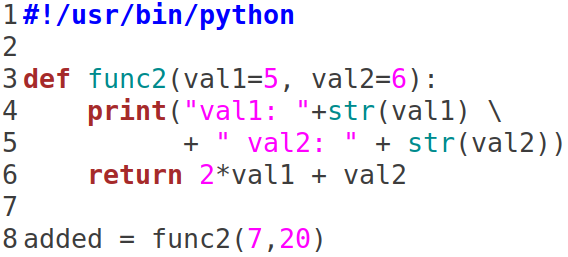 1 #!/usr/bin/python
2
3 def func2(val1=5, val2=6):
4     print("val1: "+str(val1) \
5           + " val2: " + str(val2))
6     return 2*val1 + val2
7
8 added = func2(7,20)